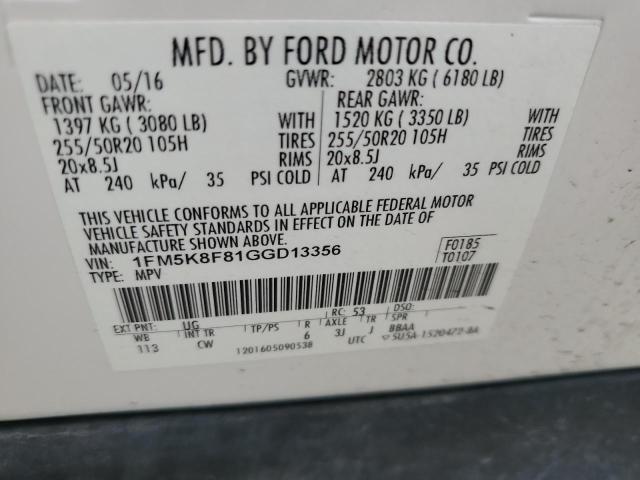 MFD. BY FORD MOTOR CO.
DATE: 05/16 GVWR: 2803 KG ( 6180 LB)
FRONT GAWR: REAR GAWR:
1397 KG ( 3080 LB) WITH 1520 KG ( 3350 LB) WITH
255/50R20 105H TIRES 255/50R20 105H TIRES
20x8.5J RIMS 20x8.5J RIMS
AT 240 kPa/ 35 PSI COLD AT 240 kPa/ 35 PSI COLD
THIS VEHICLE CONFORMS TO ALL APPLICABLE FEDERAL MOTOR
VEHICLE SAFETY STANDARDS IN EFFECT ON THE DATE OF
MANUFACTURE SHOWN ABOVE.
VIN: 1FM5K8F81GGD13356 F0185
TYPE: MPV T0107
EXT PNT: UG RC: 53 DSO:
WB INT TR TP/PS R AXLE TR SPR
113 CW 6 3J J BBAA
1201605090538 UTC 5U5A-1520472-BA